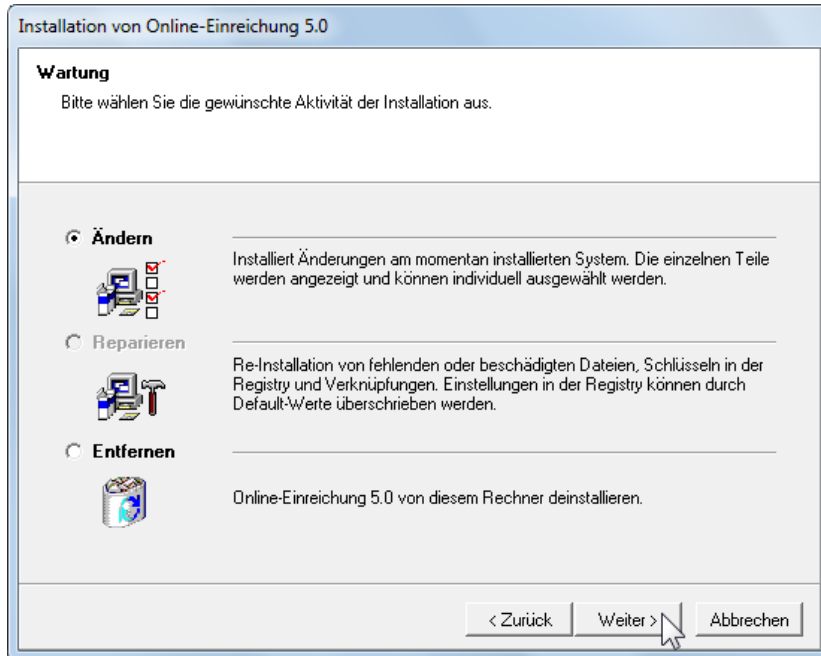 Installation von Online-Einreichung 5.0
Wartung
Bitte wählen Sie die gewünschte Aktivität der Installation aus.
Ändern
Installiert Änderungen am momentan installierten System. Die einzelnen Teile
werden angezeigt und können individuell ausgewählt werden.
Reparieren
Re-Installation von fehlenden oder beschädigten Dateien, Schlüsseln in der
Registry und Verknüpfungen. Einstellungen in der Registry können durch
Default-Werte überschrieben werden.
Entfernen
Online-Einreichung 5.0 von diesem Rechner deinstallieren.
< Zurück Weiter > Abbrechen